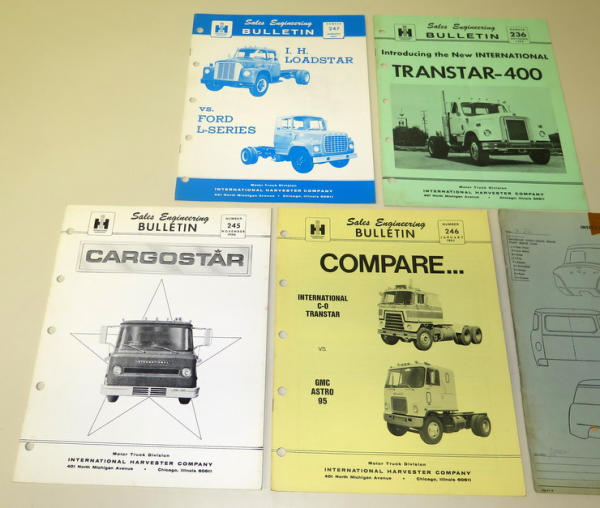 Sales Engineering
BULLETIN
NUMBER
247
I. H.
LOADSTAR
vs.
FORD
L-SERIES
Motor Truck Division
INTERNATIONAL HARVESTER COMPANY
401 North Michigan Avenue • Chicago, Illinois 60611
Sales Engineering
BULLETIN
NUMBER
236
Introducing the New INTERNATIONAL
TRANSTAR-400
Motor Truck Division
INTERNATIONAL HARVESTER COMPANY
401 North Michigan Avenue • Chicago, Illinois 60611
Sales Engineering
BULLETIN
NUMBER
245
NOVEMBER
CARGOSTAR
INTERNATIONAL
Motor Truck Division
INTERNATIONAL HARVESTER COMPANY
401 North Michigan Avenue • Chicago, Illinois 60611
Sales Engineering
BULLETIN
NUMBER
246
JANUARY
COMPARE...
INTERNATIONAL
C-O
TRANSTAR
VS.
GMC
ASTRO
95
Motor Truck Division
INTERNATIONAL HARVESTER COMPANY
401 North Michigan Avenue • Chicago, Illinois 60611